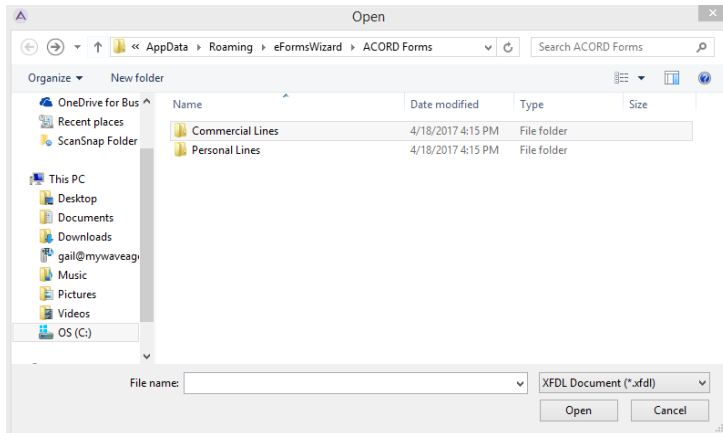 Open
« AppData ▸ Roaming ▸ eFormsWizard ▸ ACORD Forms
Search ACORD Forms
Organize ▾ New folder
Name Date modified Type Size
OneDrive for Bus
Recent places
ScanSnap Folder
This PC
Desktop
Documents
Downloads
gail@mywaveag
Music
Pictures
Videos
OS (C:)
Commercial Lines 4/18/2017 4:15 PM File folder
Personal Lines 4/18/2017 4:15 PM File folder
File name: XFDL Document (*.xfdl)
Open Cancel